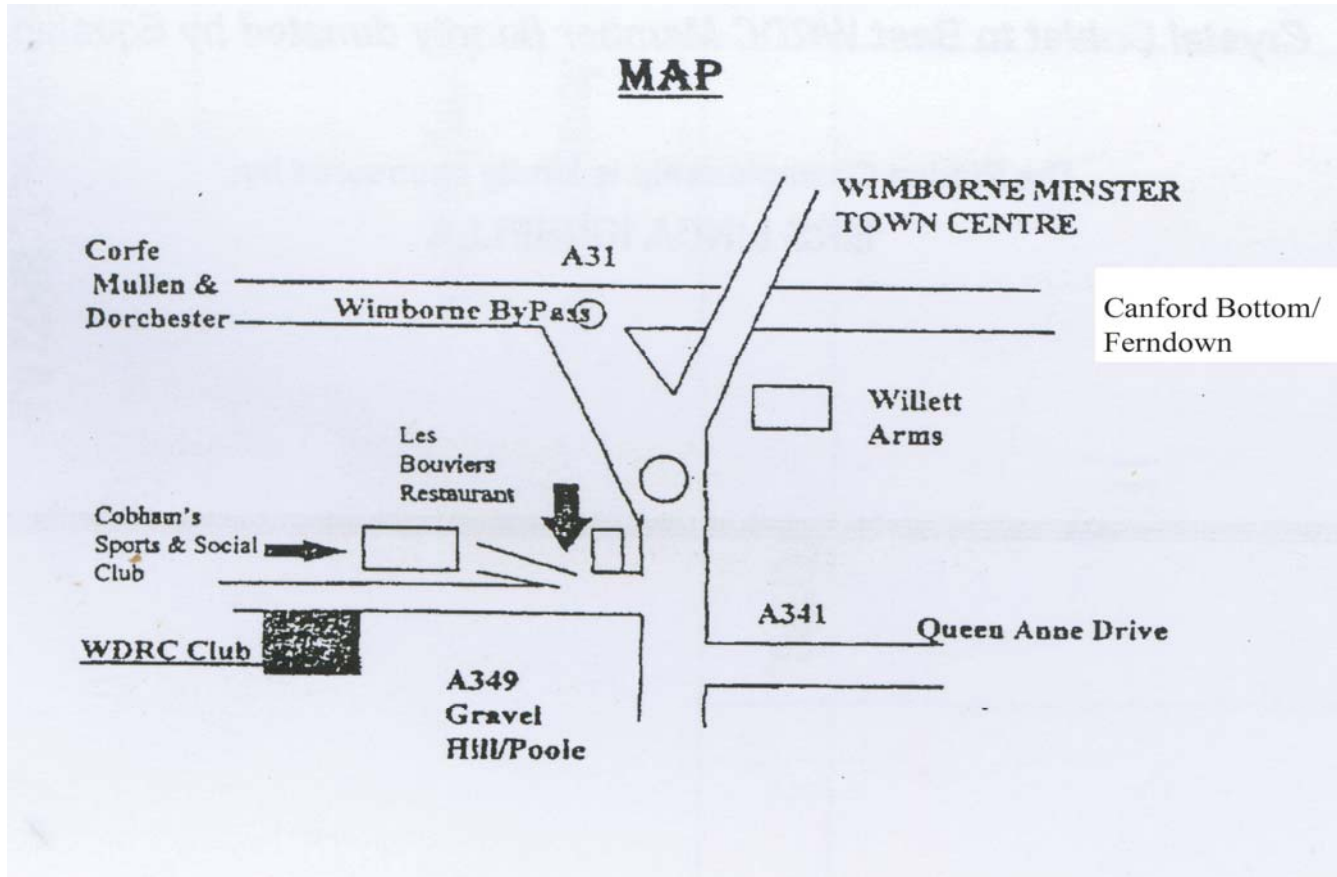 MAP
WIMBORNE MINSTER
TOWN CENTRE
Corfe
Mullen &
Dorchester
A31
Wimborne ByPass
Canford Bottom/
Ferndown
Willett
Arms
Les
Bouviers
Restaurant
Cobham's
Sports & Social
Club
A341
Queen Anne Drive
WDRC Club
A349
Gravel
Hill/Poole